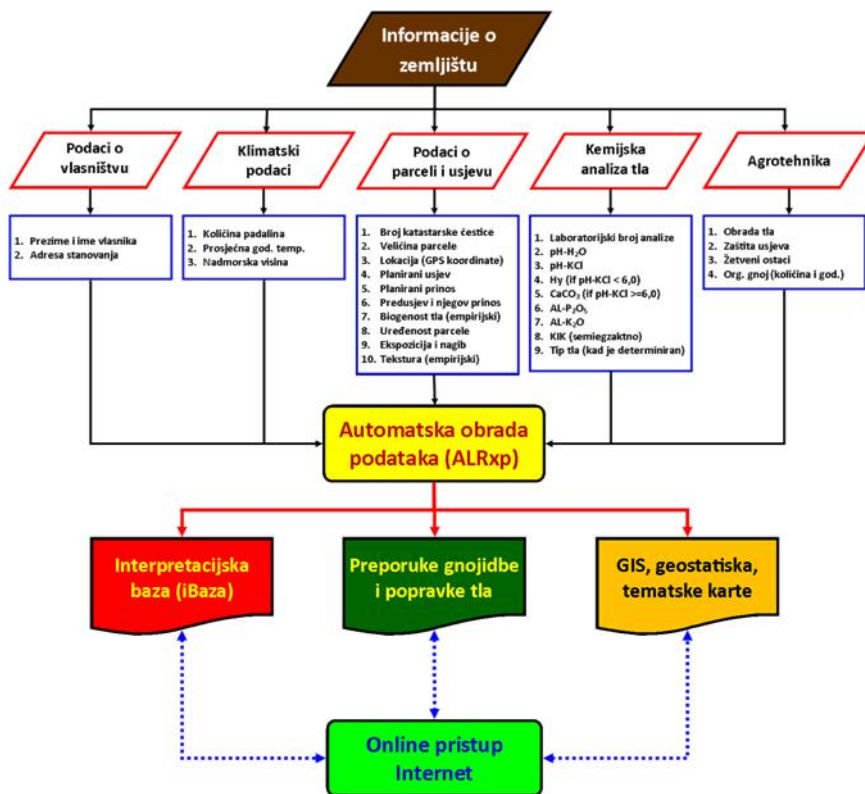 Informacije o
zemljištu
Podaci o
vlasništvu
Klimatski
podaci
Podaci o
parceli i usjevu
Kemijska
analiza tla
Agrotehnika
1. Prezime i ime vlasnika
2. Adresa stanovanja
1. Količina padalina
2. Prosječna god. temp.
3. Nadmorska visina
1. Broj katastarske čestice
2. Veličina parcele
3. Lokacija (GPS koordinate)
4. Planirani usjev
5. Planirani prinos
6. Predusjev i njegov prinos
7. Biogenost tla (empirijski)
8. Uređenost parcele
9. Ekspozicija i nagib
10. Tekstura (empirijski)
1. Laboratorijski broj analize
2. pH-H₂O
3. pH-KCl
4. Hy (if pH-KCl < 6,0)
5. CaCO₃ (if pH-KCl >=6,0)
6. AL-P₂O₅
7. AL-K₂O
8. KIK (semiegzaktno)
9. Tip tla (kad je determiniran)
1. Obrada tla
2. Zaštita usjeva
3. Žetveni ostaci
4. Org. gnoj (količina i god.)
Automatska obrada
podataka (ALRxp)
Interpretacijska
baza (iBaza)
Preporuke gnojidbe
i popravke tla
GIS, geostatiska,
tematske karte
Online pristup
Internet